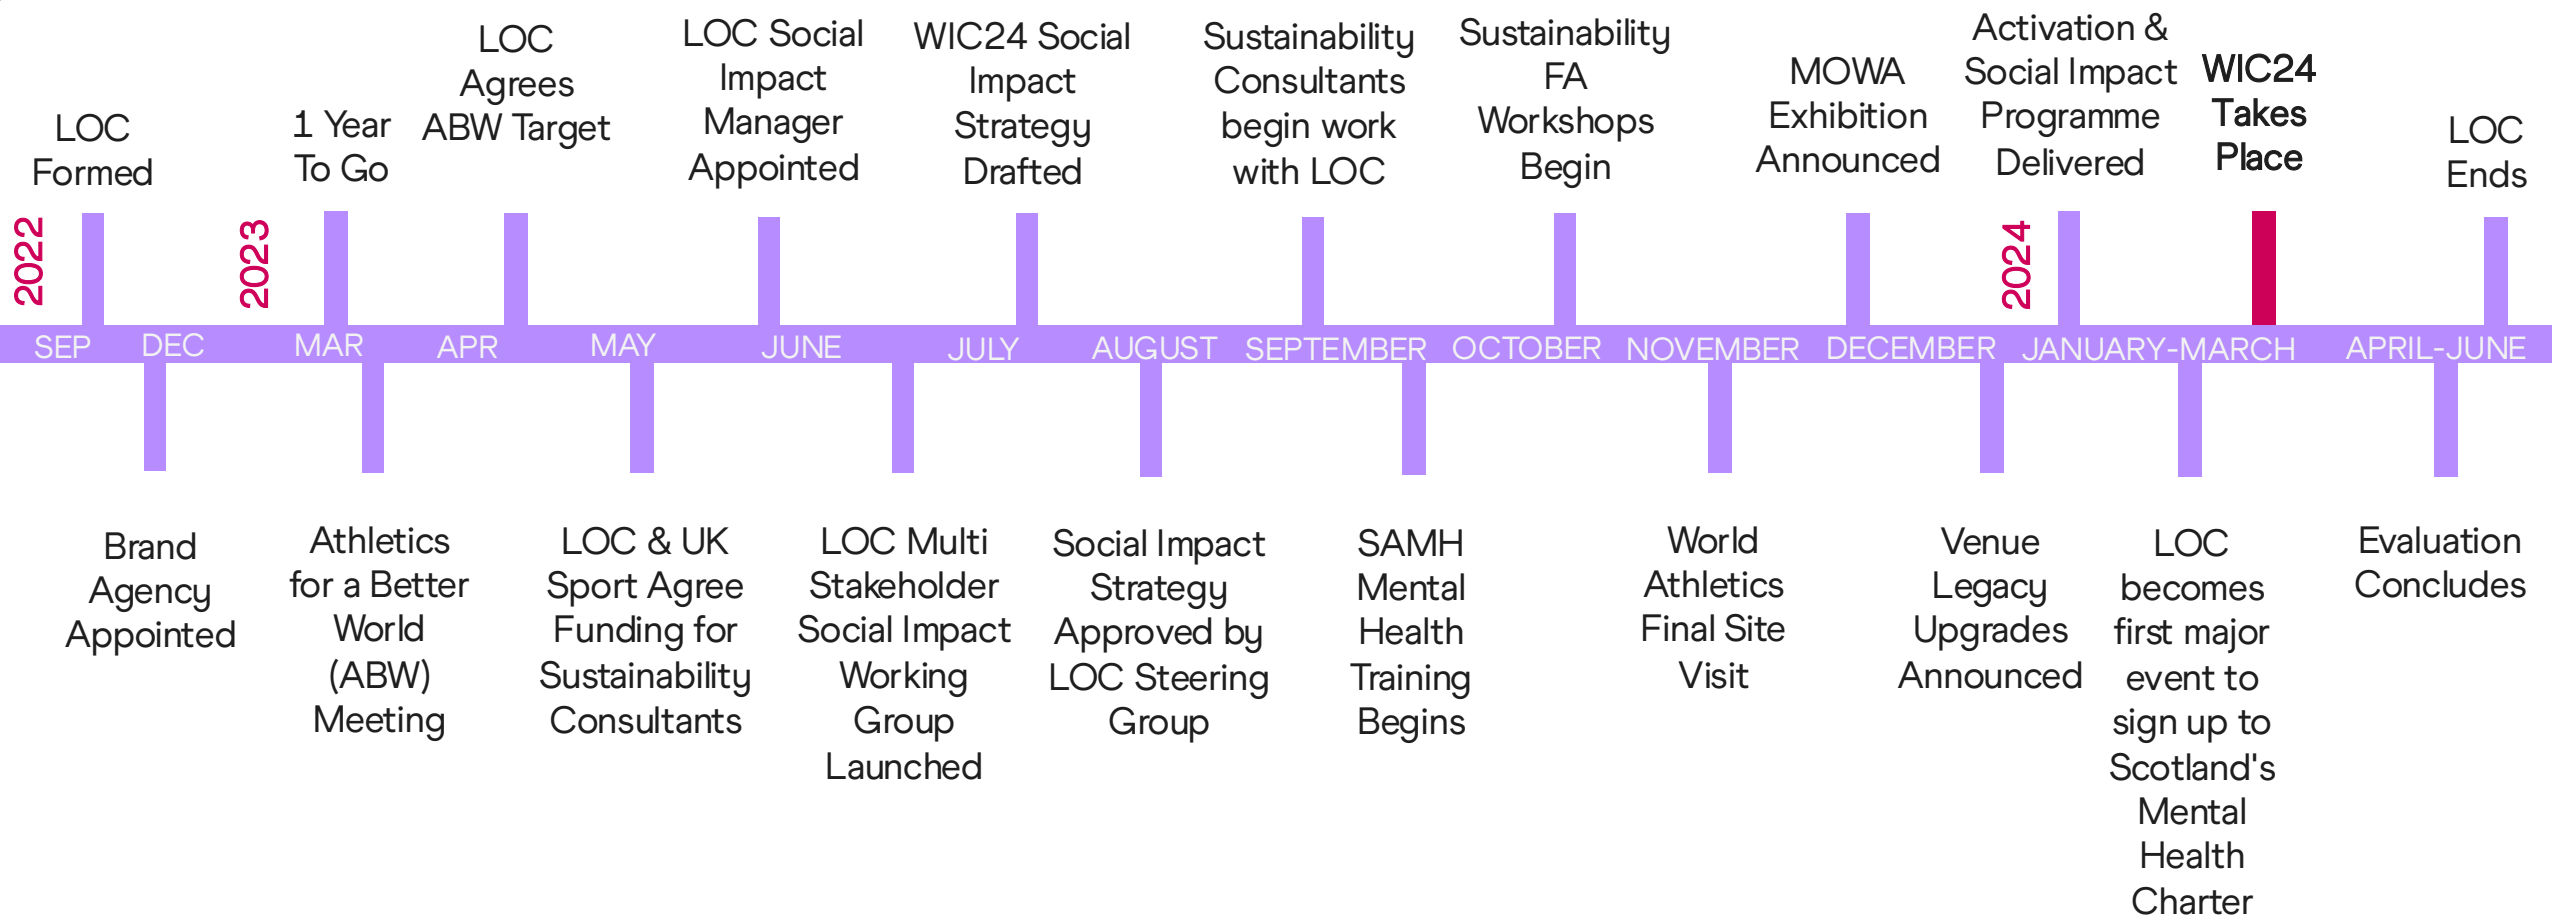 LOC
Formed
1 Year
To Go
LOC
Agrees
ABW Target
LOC Social
Impact
Manager
Appointed
WIC24 Social
Impact
Strategy
Drafted
Sustainability
Consultants
begin work
with LOC
Sustainability
FA
Workshops
Begin
MOWA
Exhibition
Announced
Activation &
Social Impact
Programme
Delivered
WIC24
Takes
Place
LOC
Ends
2022
2023
2024
SEP DEC MAR APR MAY JUNE JULY AUGUST SEPTEMBER OCTOBER NOVEMBER DECEMBER JANUARY-MARCH APRIL-JUNE
Brand
Agency
Appointed
Athletics
for a Better
World
(ABW)
Meeting
LOC & UK
Sport Agree
Funding for
Sustainability
Consultants
LOC Multi
Stakeholder
Social Impact
Working
Group
Launched
Social Impact
Strategy
Approved by
LOC Steering
Group
SAMH
Mental
Health
Training
Begins
World
Athletics
Final Site
Visit
Venue
Legacy
Upgrades
Announced
LOC
becomes
first major
event to
sign up to
Scotland's
Mental
Health
Charter
Evaluation
Concludes